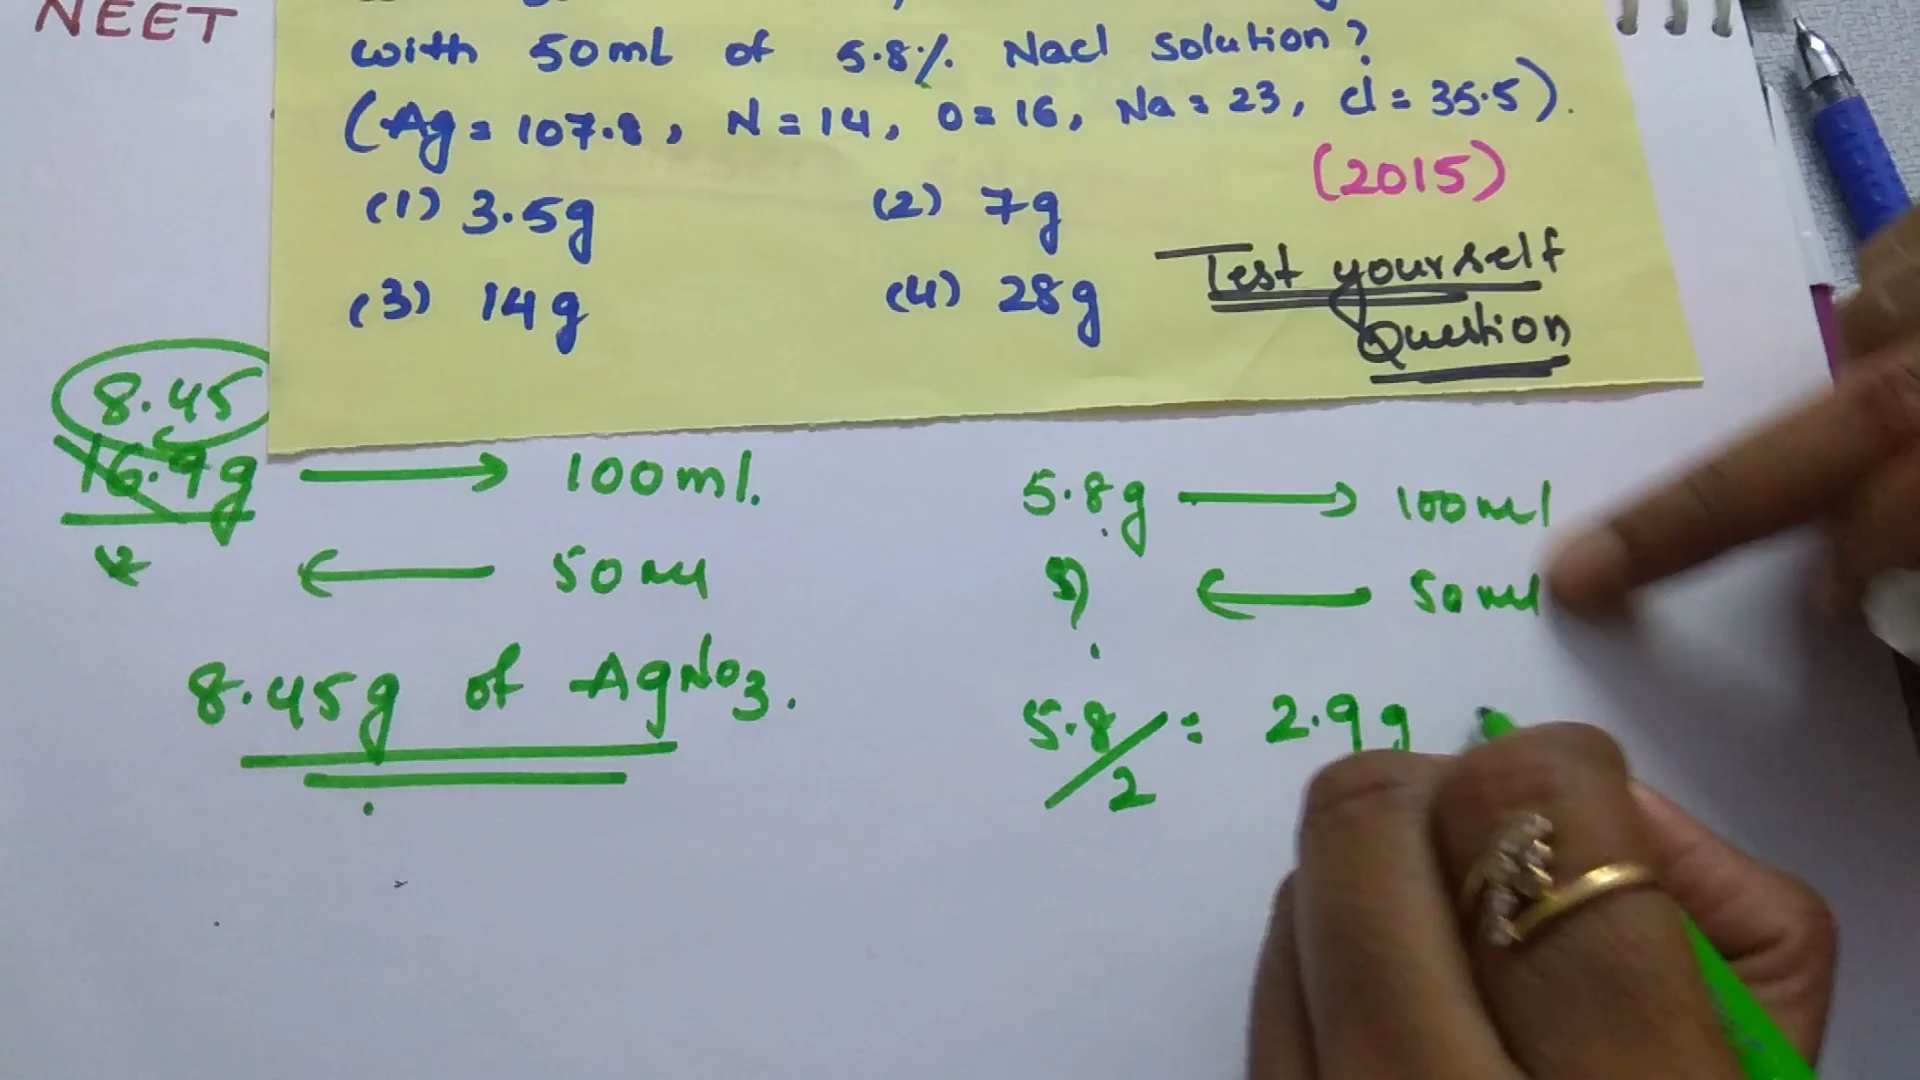 NEET
with 50ml of 5.8% Nacl solution?
(Ag = 107.8, N = 14, O = 16, Na = 23, cl = 35.5).
(2015)
(1) 3.5g (2) 7g
(3) 14g (4) 28g
Test yourself
Question
8.45
16.9g → 100ml.
← 50ml
8.45g of AgNO3.
5.8g → 100ml
← 50ml
5.8/2 = 2.9g